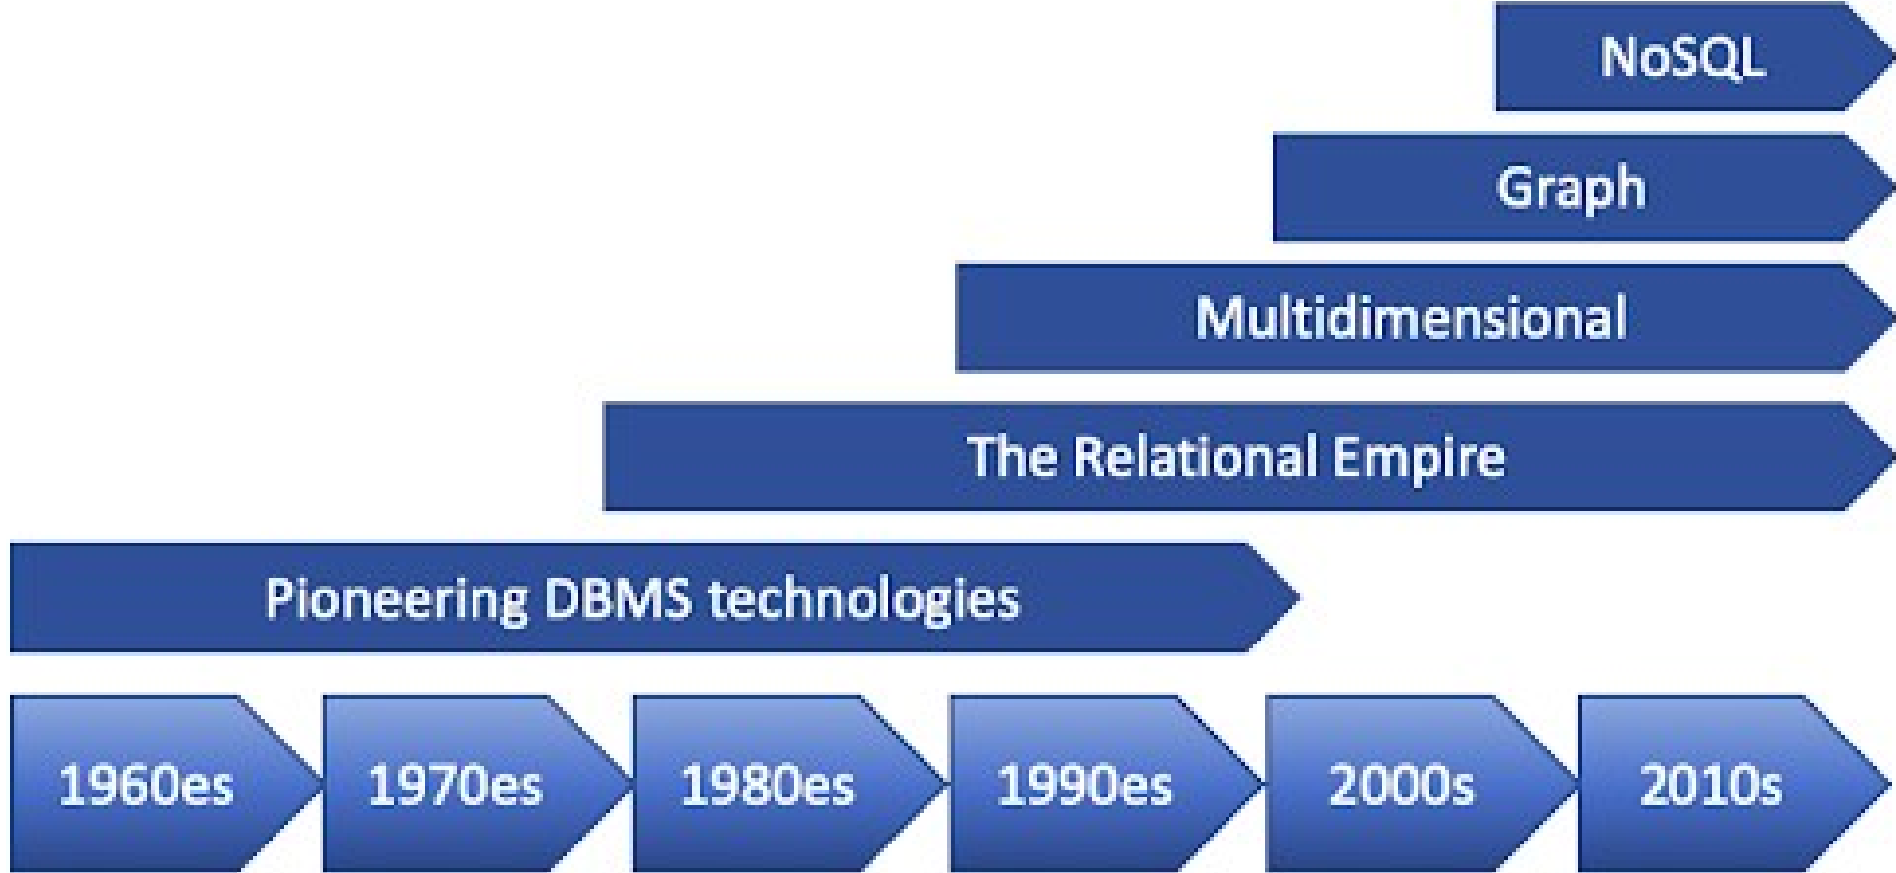 NoSQL
Graph
Multidimensional
The Relational Empire
Pioneering DBMS technologies
1960es 1970es 1980es 1990es 2000s 2010s